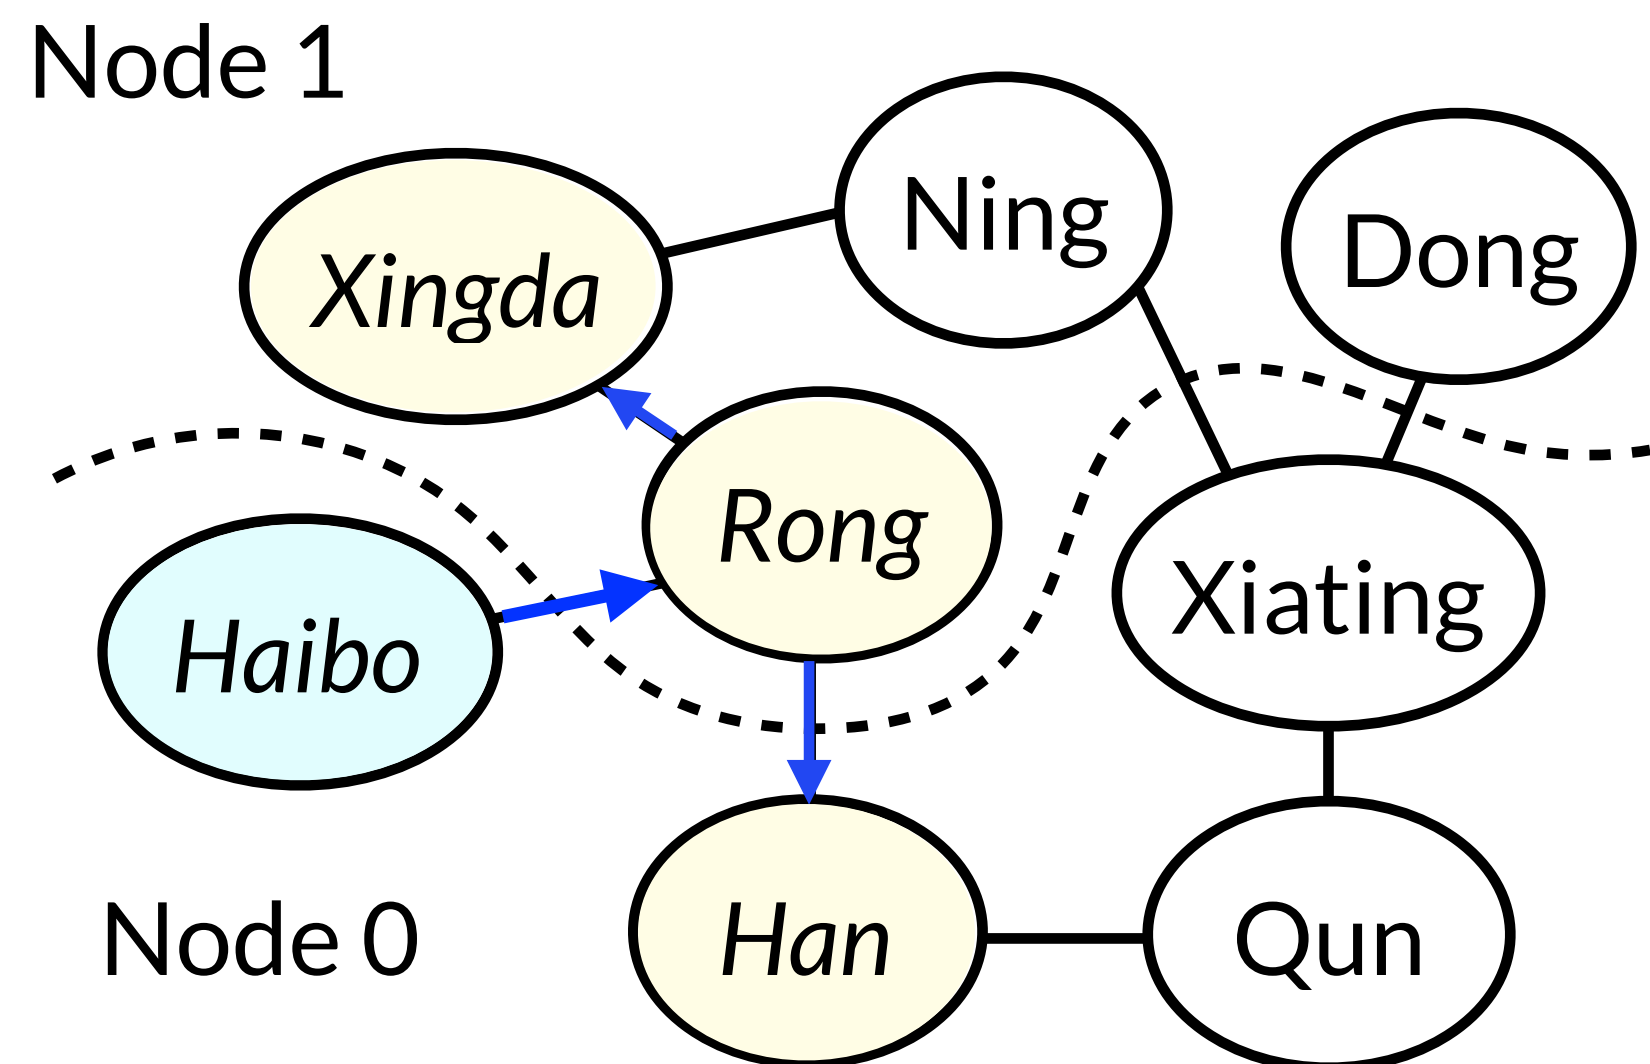 Node 1
Ning
Dong
Xingda
Rong
Xiating
Haibo
Node 0
Han
Qun